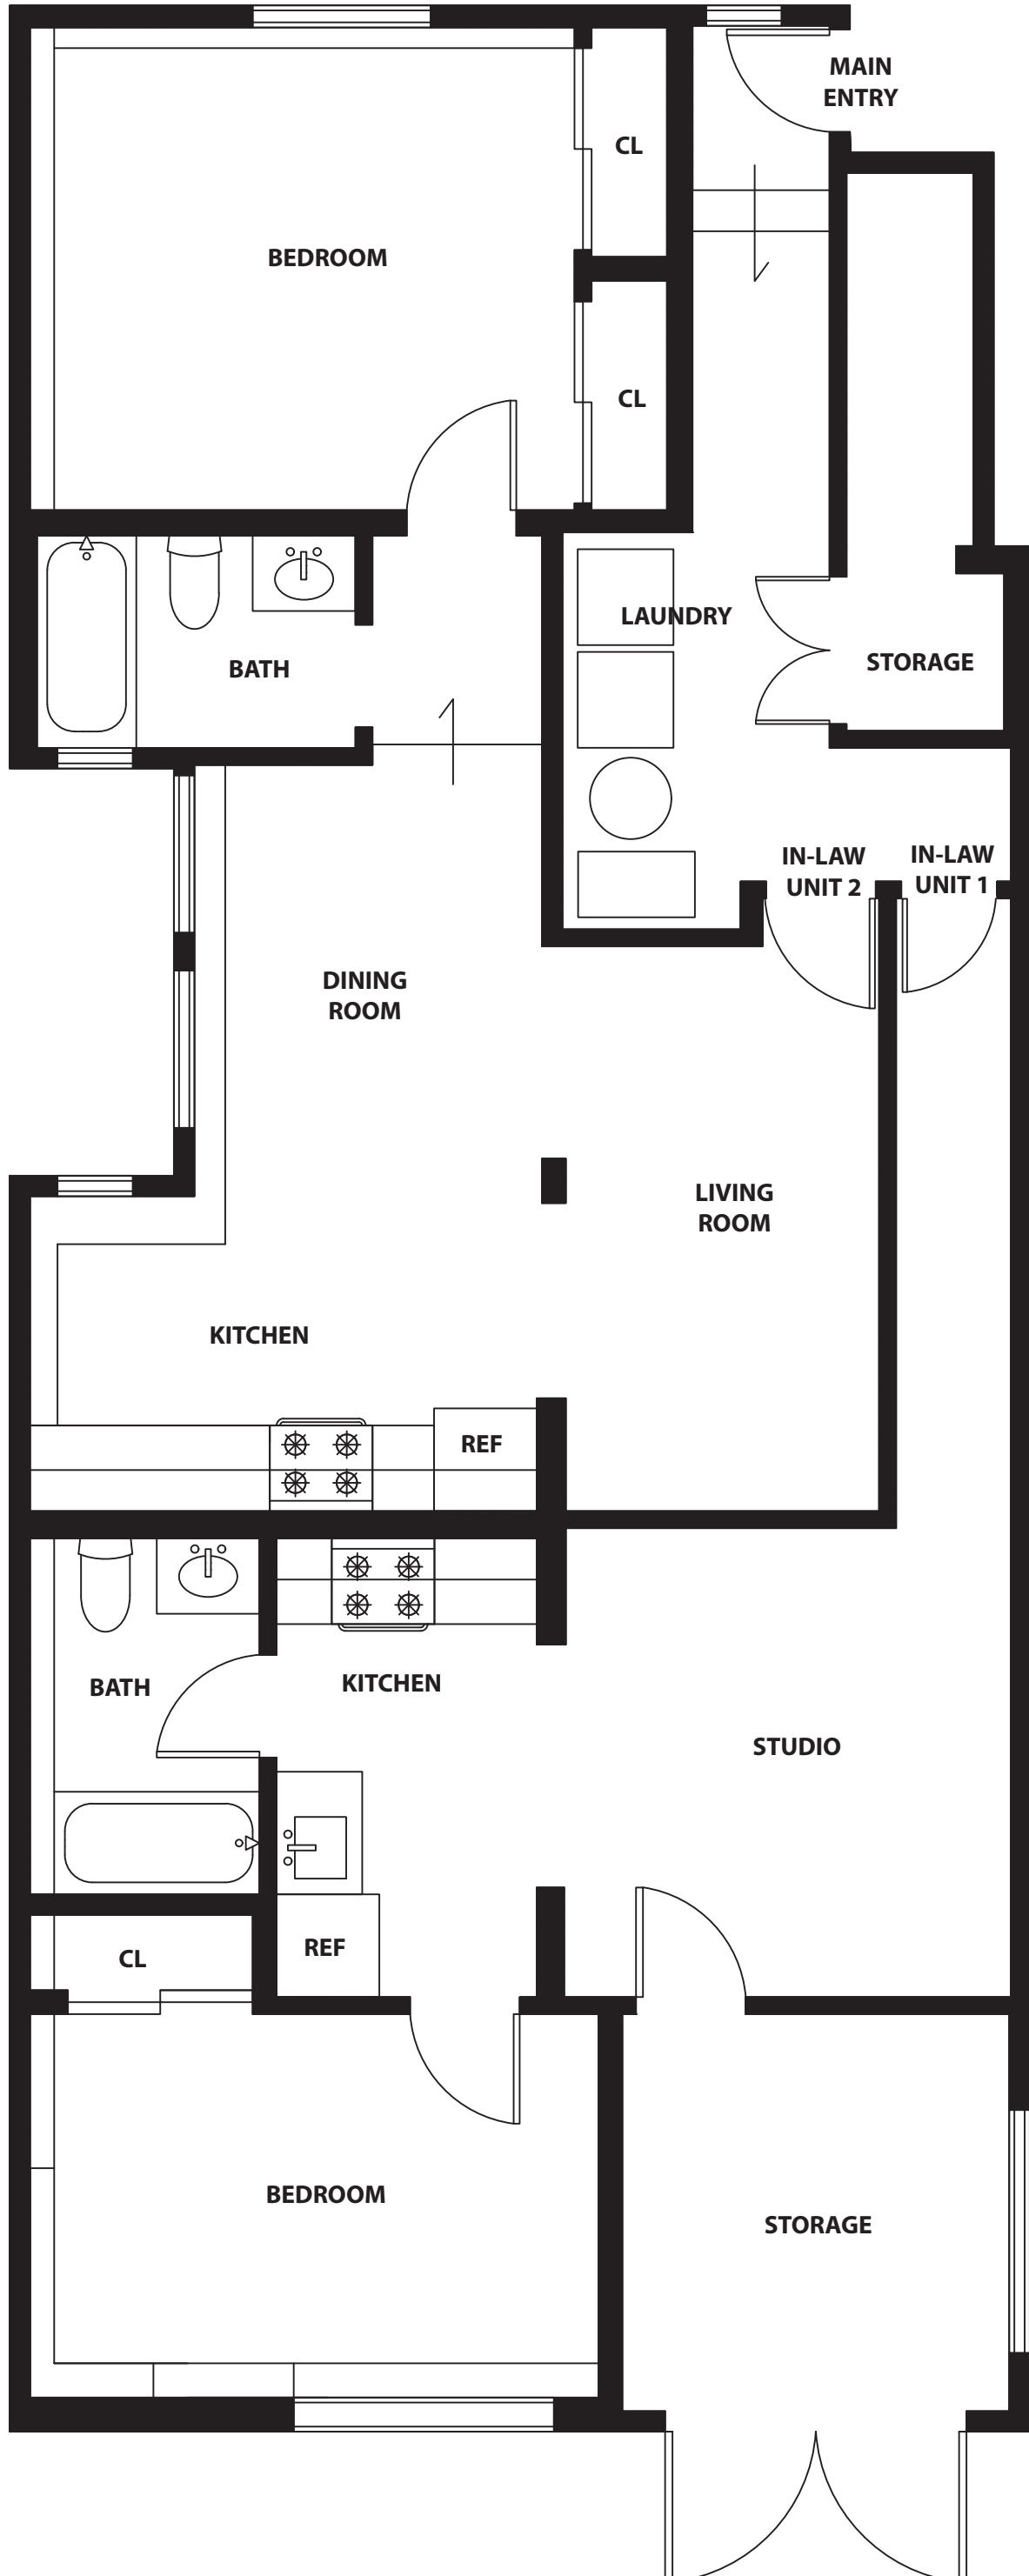 MAIN
ENTRY
CL
BEDROOM
CL
LAUNDRY
STORAGE
BATH
IN-LAW
UNIT 2
IN-LAW
UNIT 1
DINING
ROOM
LIVING
ROOM
KITCHEN
REF
BATH
KITCHEN
STUDIO
REF
CL
BEDROOM
STORAGE